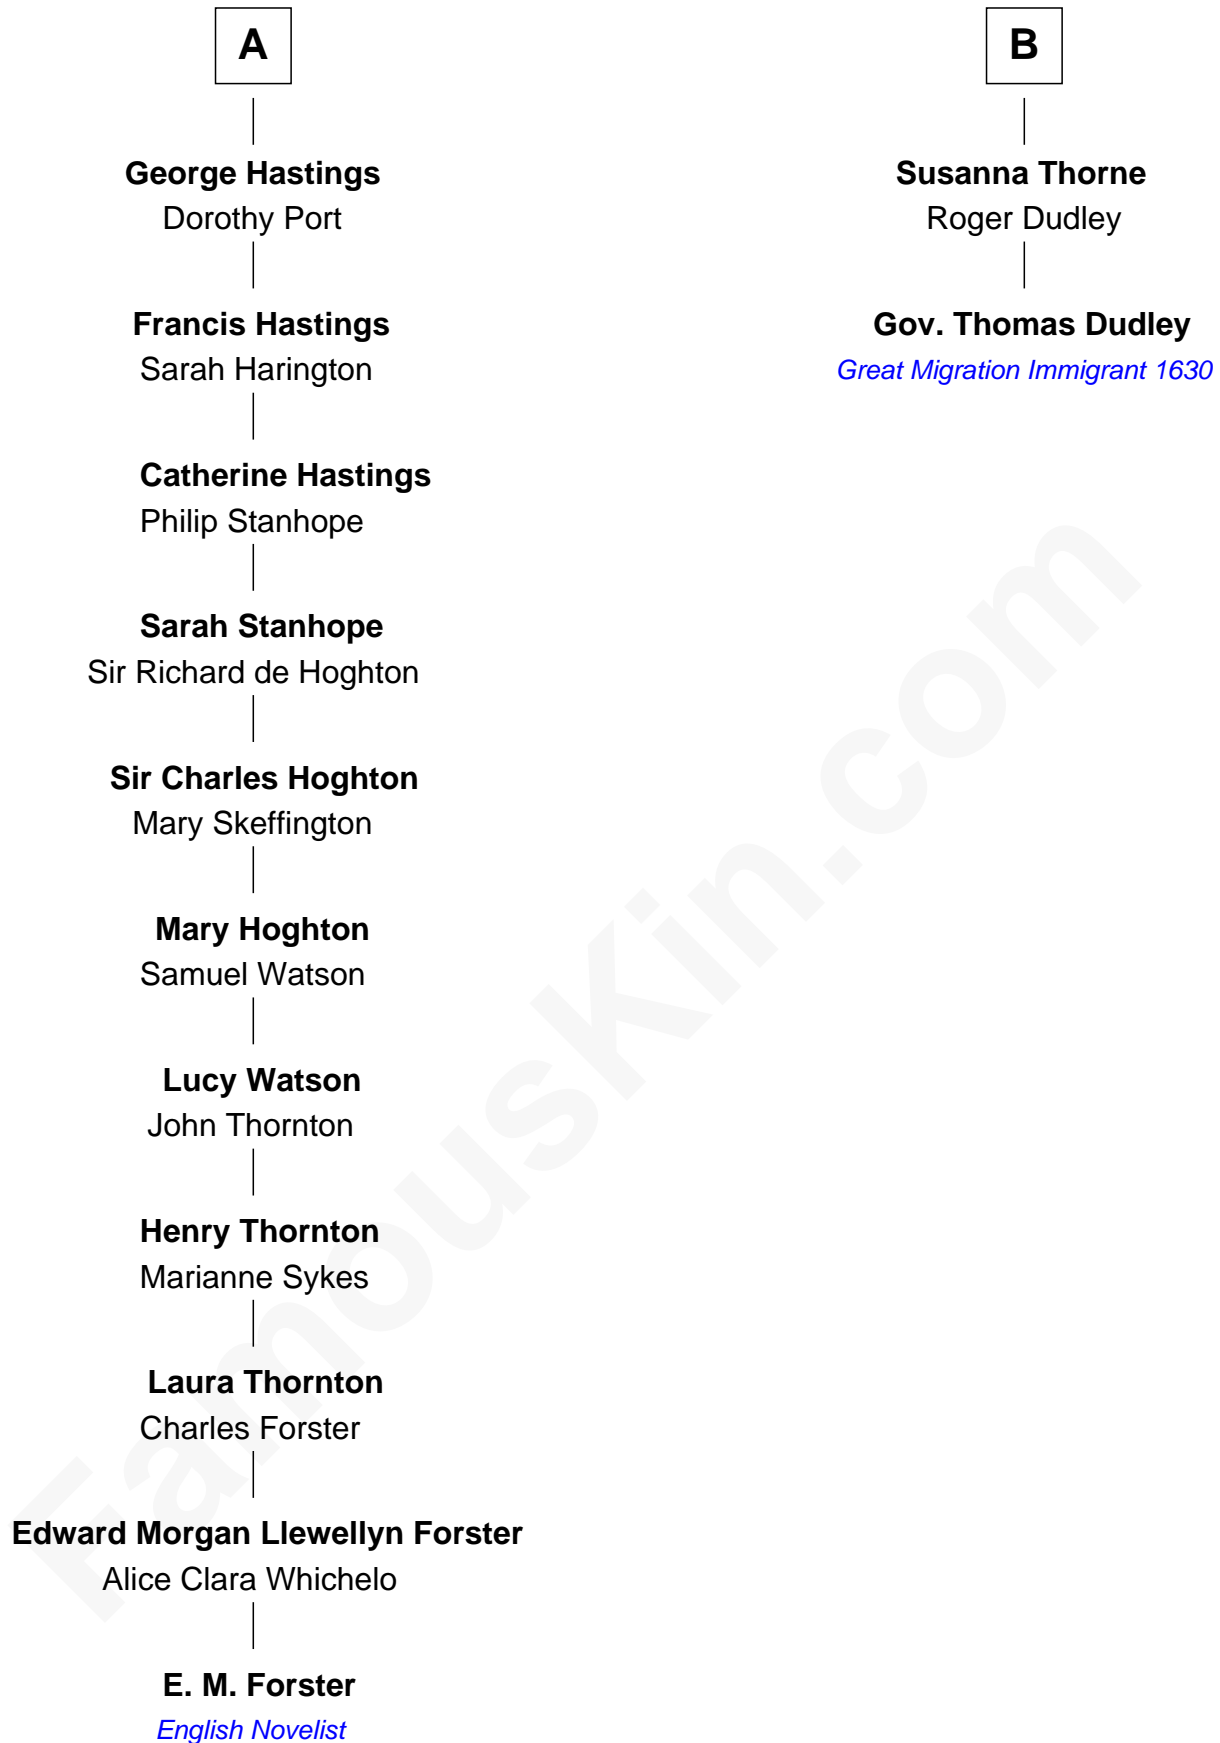 A
George Hastings
Dorothy Port
Francis Hastings
Sarah Harington
Catherine Hastings
Philip Stanhope
Sarah Stanhope
Sir Richard de Hoghton
Sir Charles Hoghton
Mary Skeffington
Mary Hoghton
Samuel Watson
Lucy Watson
John Thornton
Henry Thornton
Marianne Sykes
Laura Thornton
Charles Forster
Edward Morgan Llewellyn Forster
Alice Clara Whichelo
E. M. Forster
English Novelist
B
Susanna Thorne
Roger Dudley
Gov. Thomas Dudley
Great Migration Immigrant 1630
FamousKin.com